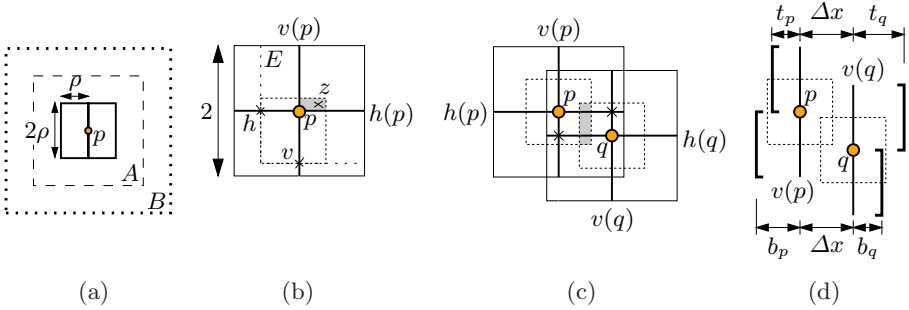 ρ
2ρ
p
A
B
(a)
v(p)
E
z
2
h
p
h(p)
v
(b)
v(p)
h(p)
p
q
h(q)
v(q)
(c)
t_p Δx t_q
v(q)
p
q
v(p)
b_p Δx b_q
(d)